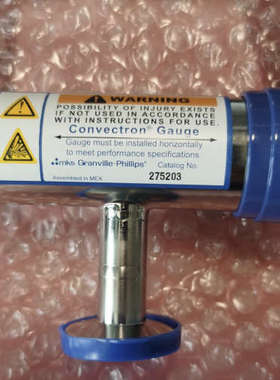 WARNING
POSSIBILITY OF INJURY EXISTS
IF NOT USED IN ACCORDANCE
WITH INSTRUCTIONS FOR USE.
Convectron® Gauge
Gauge must be installed horizontally
to meet performance specifications
mks Granville-Phillips® Catalog No.
Assembled in MEX 275203